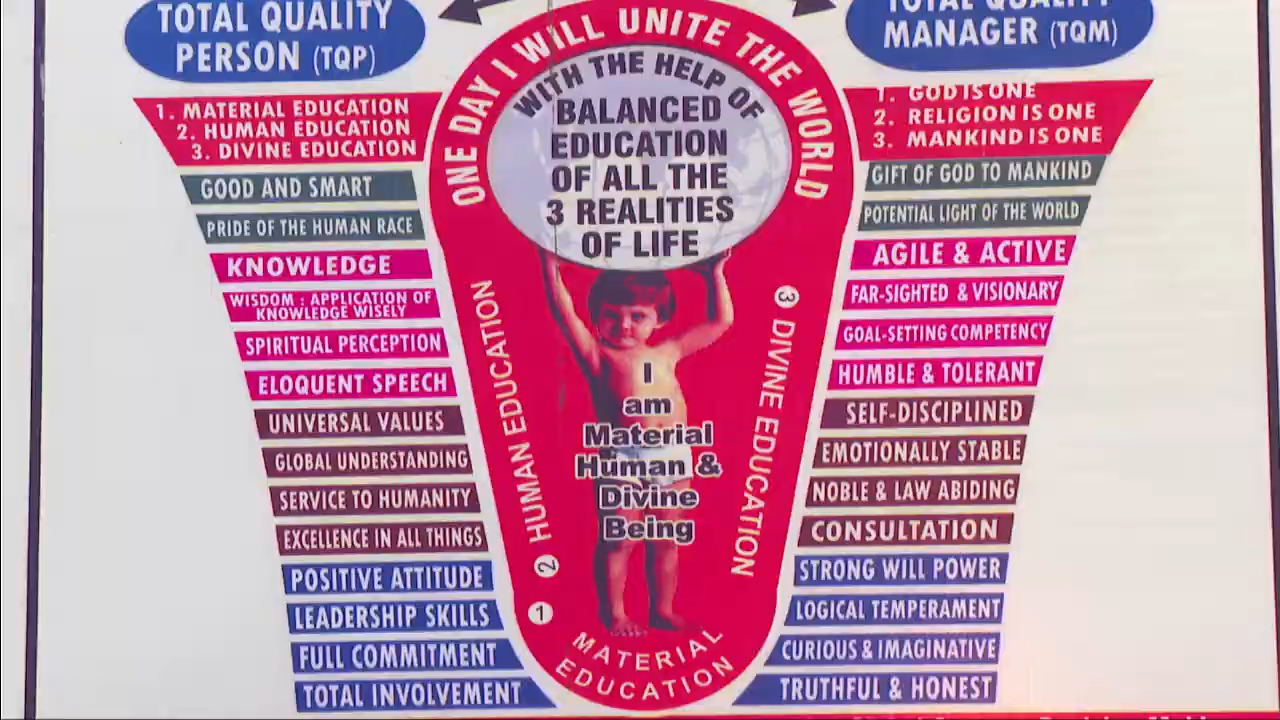 TOTAL QUALITY
PERSON (TQP)
1. MATERIAL EDUCATION
2. HUMAN EDUCATION
3. DIVINE EDUCATION
GOOD AND SMART
PRIDE OF THE HUMAN RACE
KNOWLEDGE
WISDOM : APPLICATION OF
KNOWLEDGE WISELY
SPIRITUAL PERCEPTION
ELOQUENT SPEECH
UNIVERSAL VALUES
GLOBAL UNDERSTANDING
SERVICE TO HUMANITY
EXCELLENCE IN ALL THINGS
POSITIVE ATTITUDE
LEADERSHIP SKILLS
FULL COMMITMENT
TOTAL INVOLVEMENT
ONE DAY I WILL UNITE THE WORLD
WITH THE HELP OF
BALANCED
EDUCATION
OF ALL THE
3 REALITIES
OF LIFE
I
am
Material
Human &
Divine
Being
1 MATERIAL
EDUCATION
2 HUMAN EDUCATION
3 DIVINE EDUCATION
TOTAL QUALITY
MANAGER (TQM)
1. GOD IS ONE
2. RELIGION IS ONE
3. MANKIND IS ONE
GIFT OF GOD TO MANKIND
POTENTIAL LIGHT OF THE WORLD
AGILE & ACTIVE
FAR-SIGHTED & VISIONARY
GOAL-SETTING COMPETENCY
HUMBLE & TOLERANT
SELF-DISCIPLINED
EMOTIONALLY STABLE
NOBLE & LAW ABIDING
CONSULTATION
STRONG WILL POWER
LOGICAL TEMPERAMENT
CURIOUS & IMAGINATIVE
TRUTHFUL & HONEST